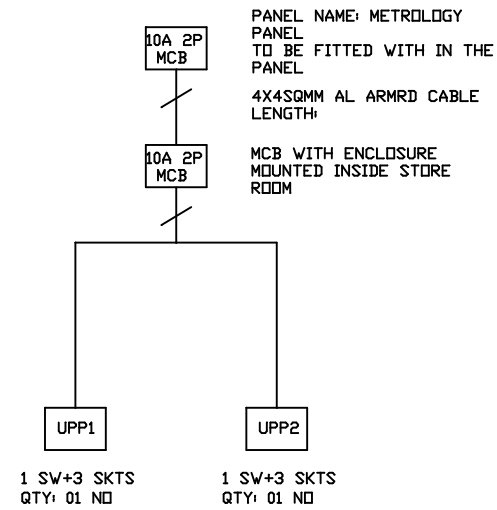 PANEL NAME: METROLOGY
PANEL
TO BE FITTED WITH IN THE
PANEL
10A 2P
MCB
4X4SQMM AL ARMRD CABLE
LENGTH:
10A 2P
MCB
MCB WITH ENCLOSURE
MOUNTED INSIDE STORE
ROOM
UPP1
UPP2
1 SW+3 SKTS
QTY: 01 NO
1 SW+3 SKTS
QTY: 01 NO